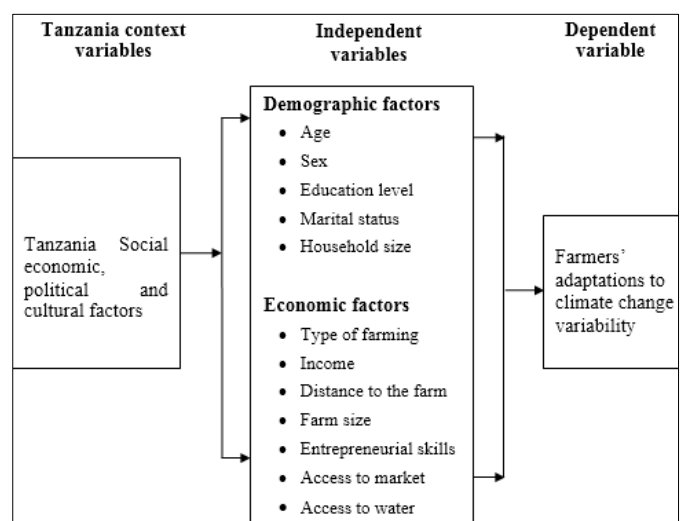 Tanzania context
variables
Independent
variables
Dependent
variable
Tanzania Social
economic,
political and
cultural factors
Demographic factors
• Age
• Sex
• Education level
• Marital status
• Household size
Economic factors
• Type of farming
• Income
• Distance to the farm
• Farm size
• Entrepreneurial skills
• Access to market
• Access to water
Farmers’
adaptations to
climate change
variability